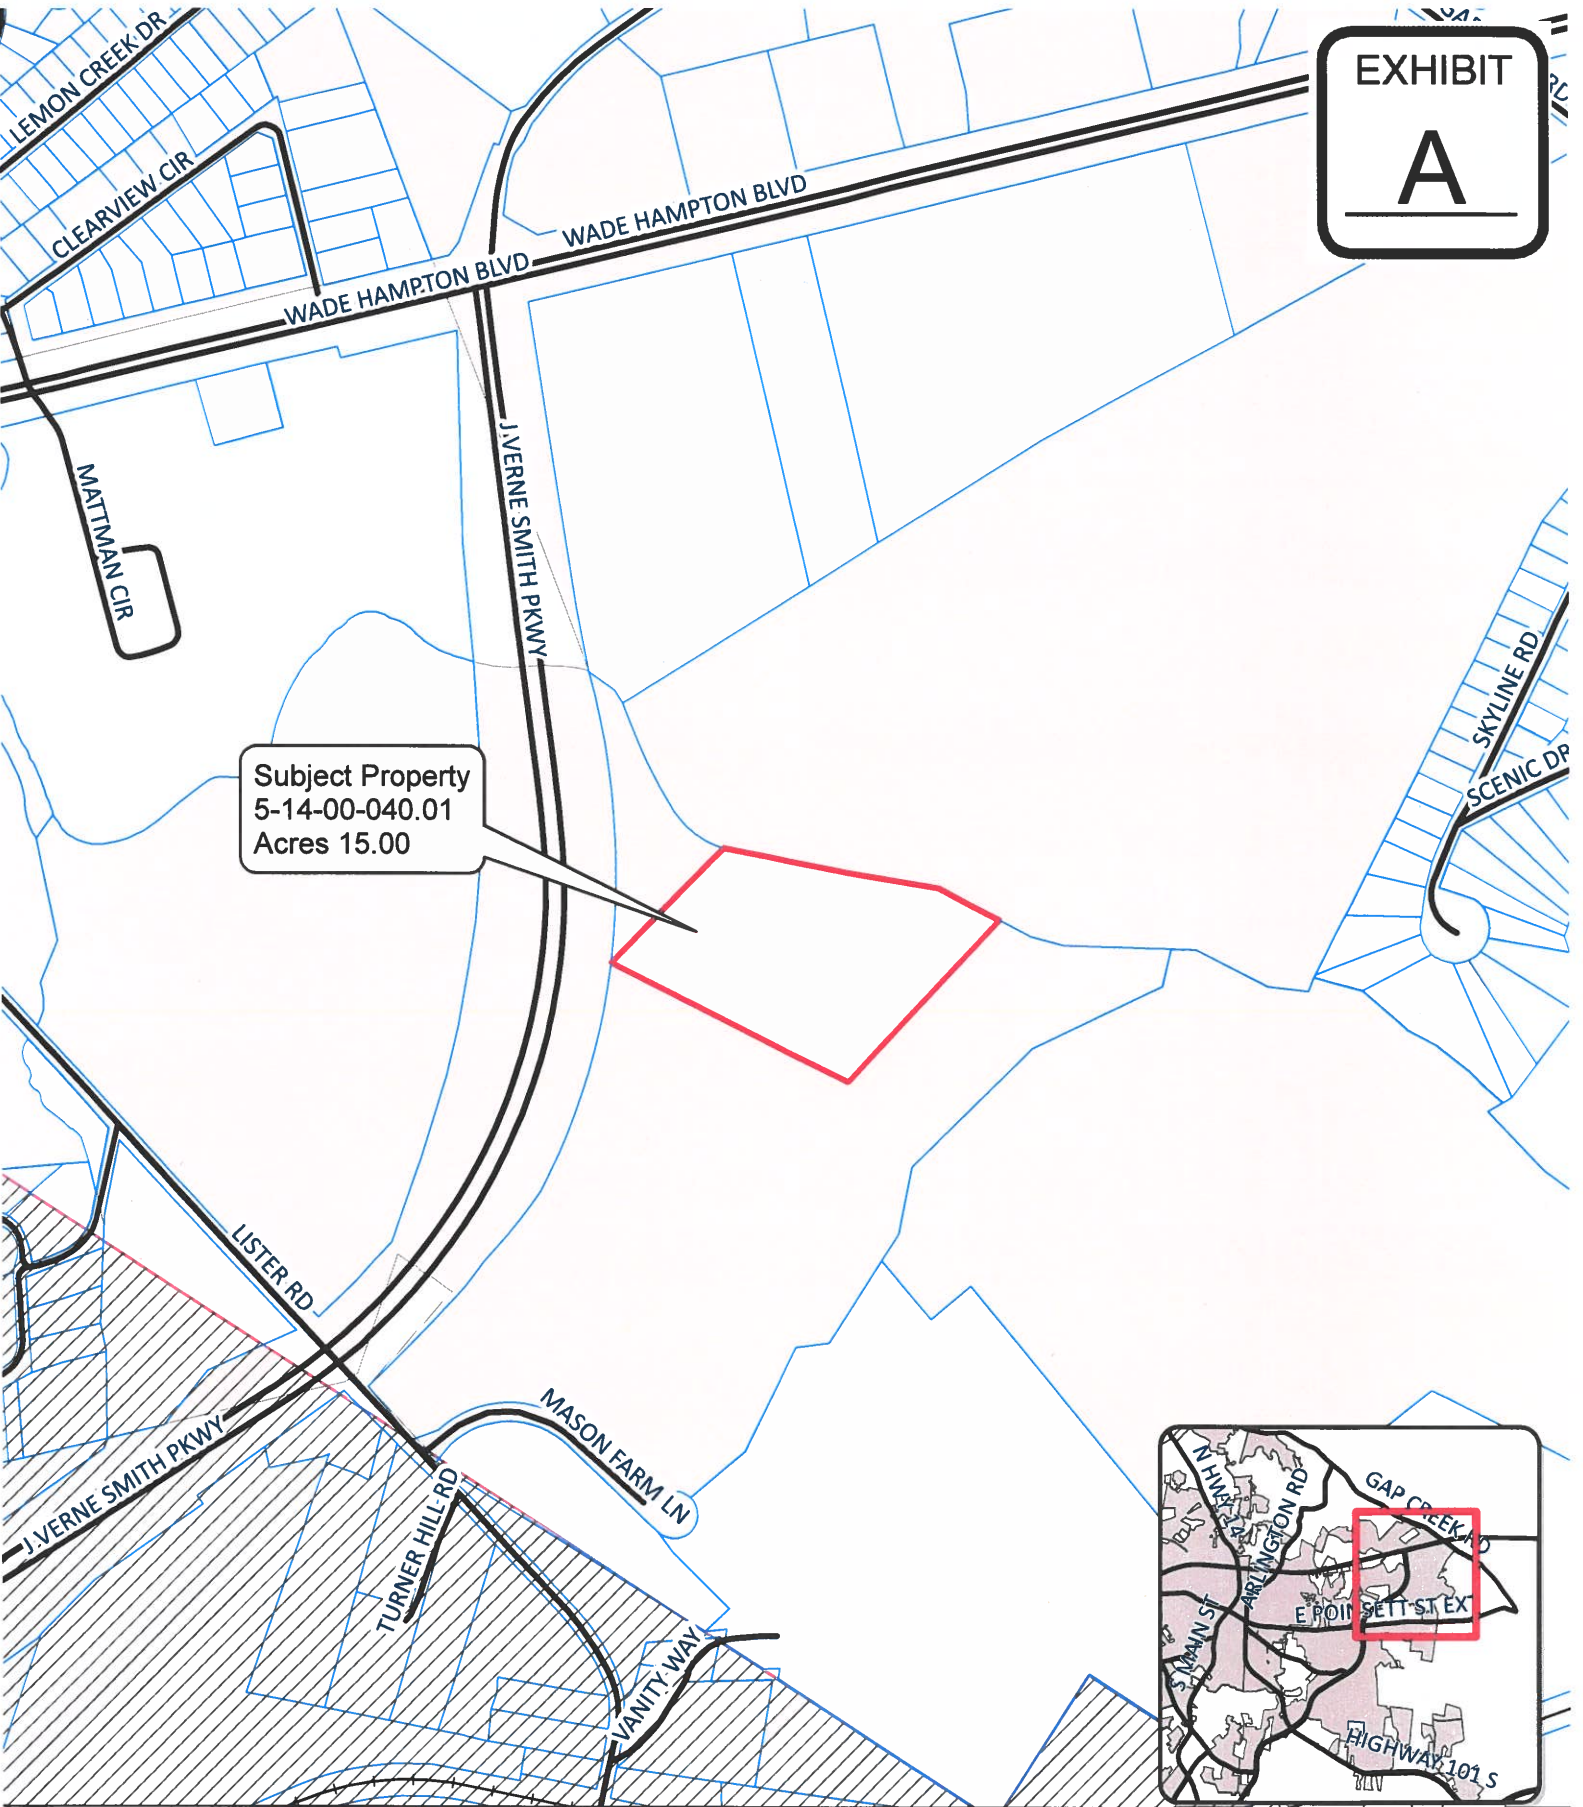 LEMON CREEK DR
CLEARVIEW CIR
EXHIBIT
A
RD
WADE HAMPTON BLVD
WADE HAMPTON BLVD
MATTMAN CIR
J.VERNE SMITH PKWY
SKYLINE RD
SCENIC DR
Subject Property
5-14-00-040.01
Acres 15.00
LISTER RD
MASON FARM LN
J.VERNE SMITH PKWY
TURNER HILL RD
VANITY WAY
N HWY 14
ARLINGTON RD
GAP CREEK RD
E POINSETT ST EX
S MAIN ST
HIGHWAY 101 S